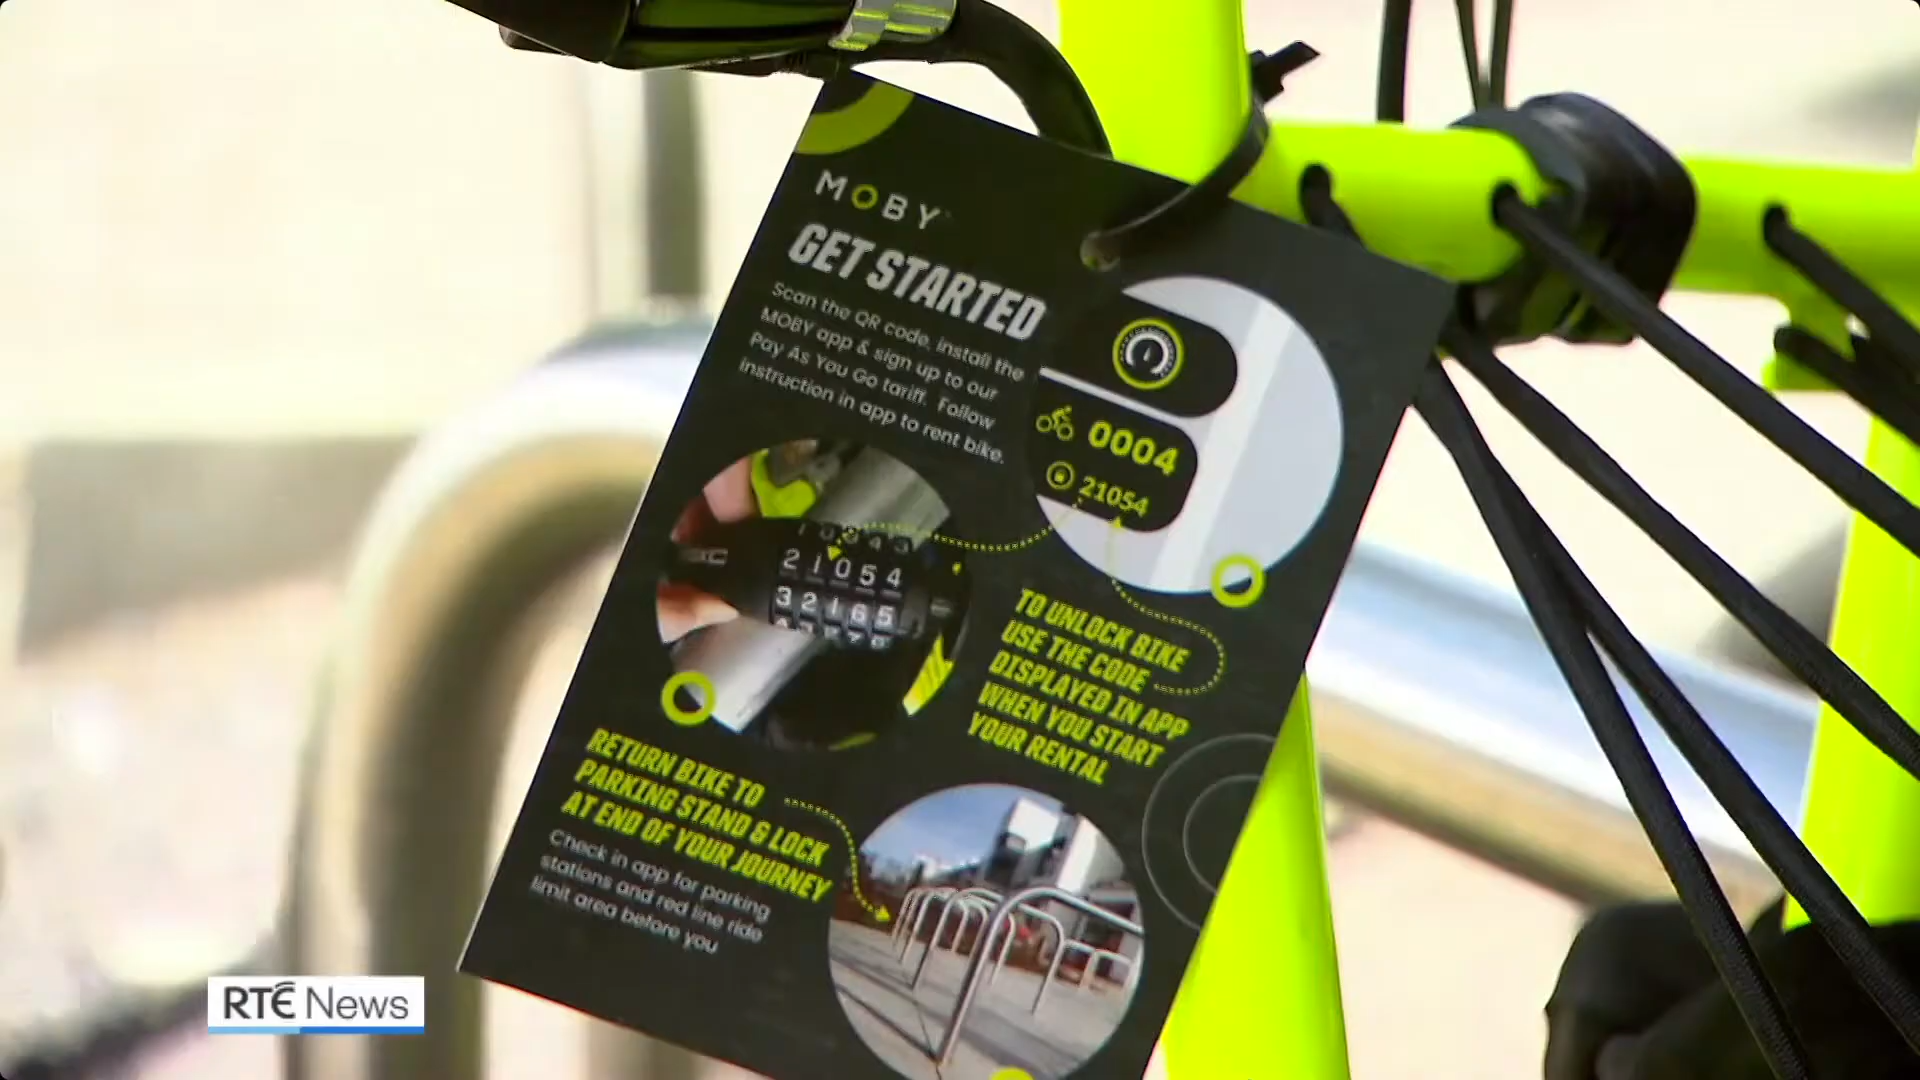 MOBY
GET STARTED
Scan the QR code, install the
MOBY app & sign up to our
Pay As You Go tariff. Follow
instruction in app to rent bike.
0004
21054
21054
32165
TO UNLOCK BIKE
USE THE CODE
DISPLAYED IN APP
WHEN YOU START
YOUR RENTAL
RETURN BIKE TO
PARKING STAND & LOCK
AT END OF YOUR JOURNEY
Check in app for parking
stations and red line ride
limit area before you
RTÉ News